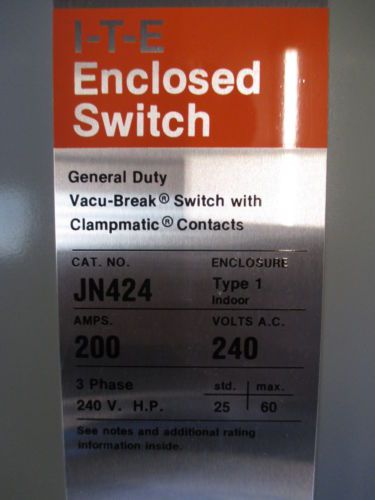 I-T-E
Enclosed
Switch
General Duty
Vacu-Break® Switch with
Clampmatic® Contacts
CAT. NO. ENCLOSURE
JN424 Type 1
Indoor
AMPS. VOLTS A.C.
200 240
3 Phase std. max.
240 V. H.P. 25 60
See notes and additional rating
information inside.